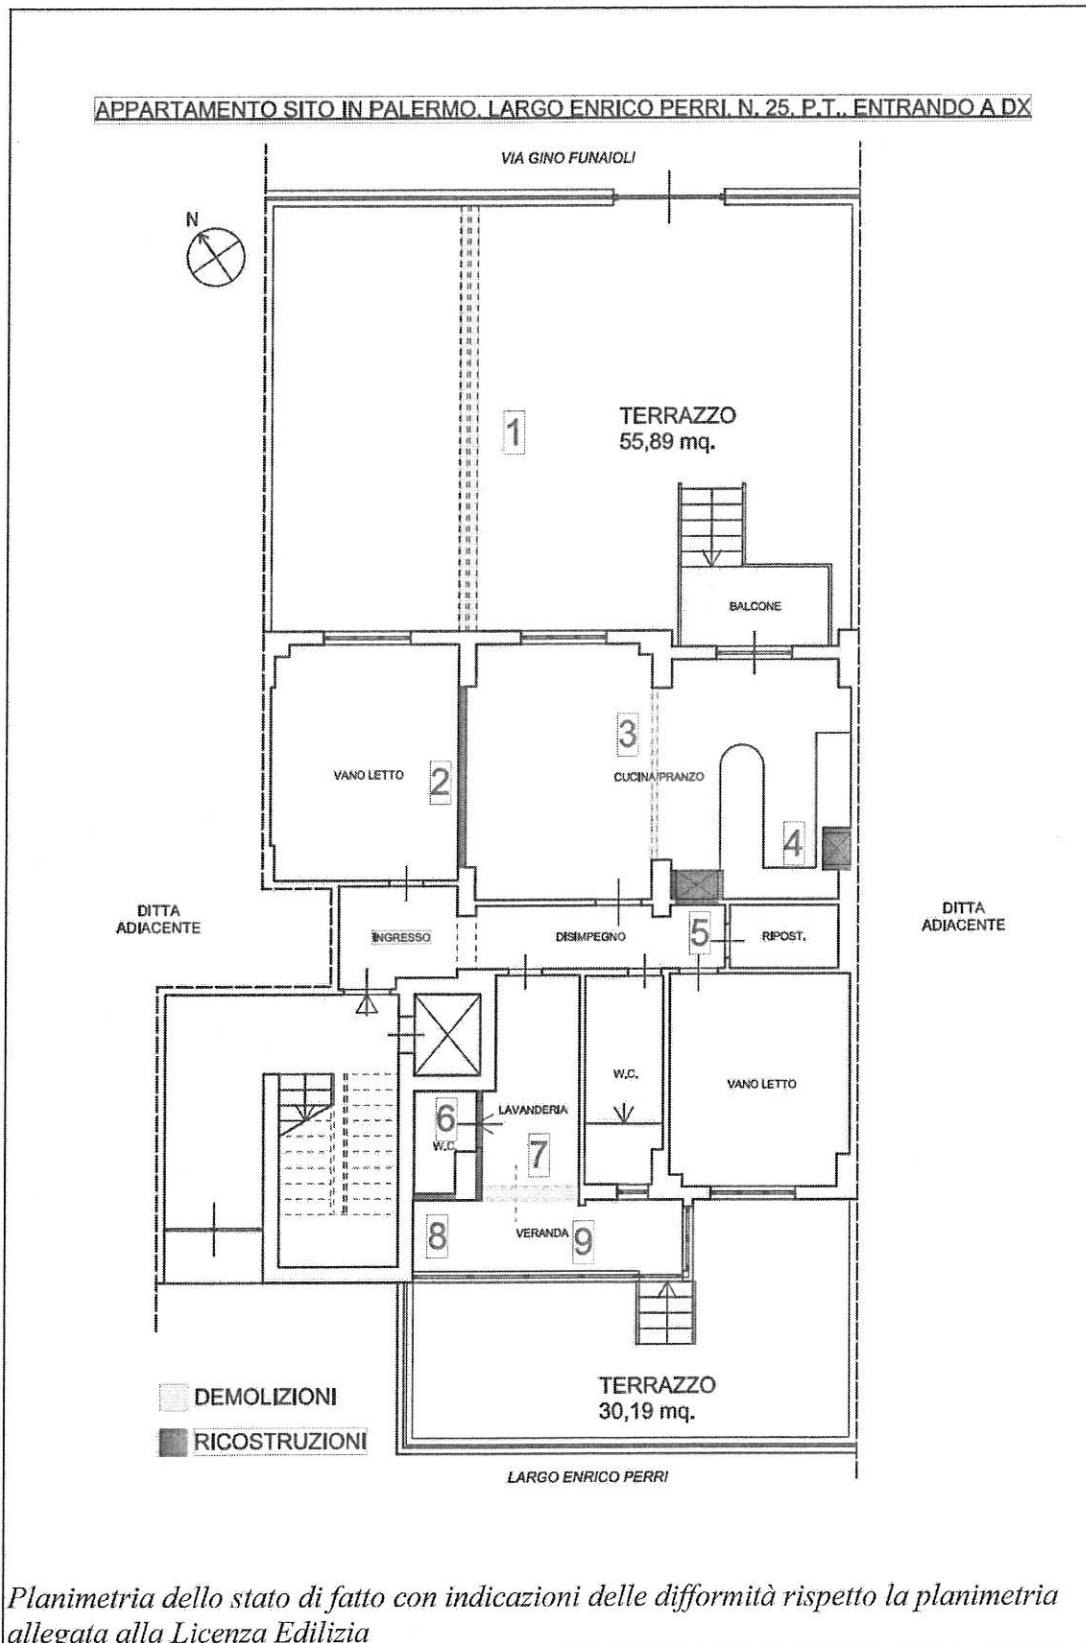 APPARTAMENTO SITO IN PALERMO, LARGO ENRICO PERRI, N. 25, P.T., ENTRANDO A DX
VIA GINO FUNAIOLI
N
1
TERRAZZO
55,89 mq.
BALCONE
3
VANO LETTO
2
CUCINA PRANZO
4
DITTA
ADIACENTE
DITTA
ADIACENTE
INGRESSO
DISIMPEGNO
5
RIPOST.
W.C.
VANO LETTO
6
W.C.
LAVANDERIA
7
8
VERANDA
9
TERRAZZO
30,19 mq.
DEMOLIZIONI
RICOSTRUZIONI
LARGO ENRICO PERRI
Planimetria dello stato di fatto con indicazioni delle difformità rispetto la planimetria
allegata alla Licenza Edilizia